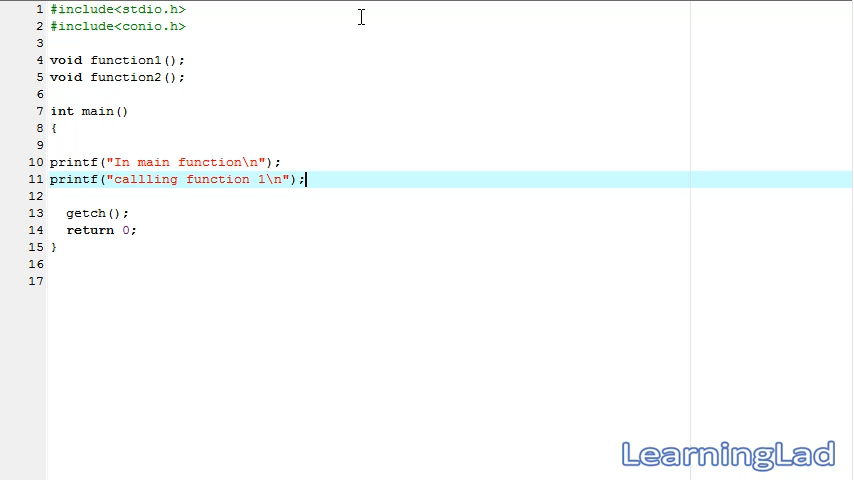 1 #include<stdio.h>
2 #include<conio.h>
3
4 void function1();
5 void function2();
6
7 int main()
8 {
9
10 printf("In main function\n");
11 printf("callling function 1\n");
12
13 getch();
14 return 0;
15 }
16
17
LearningLad